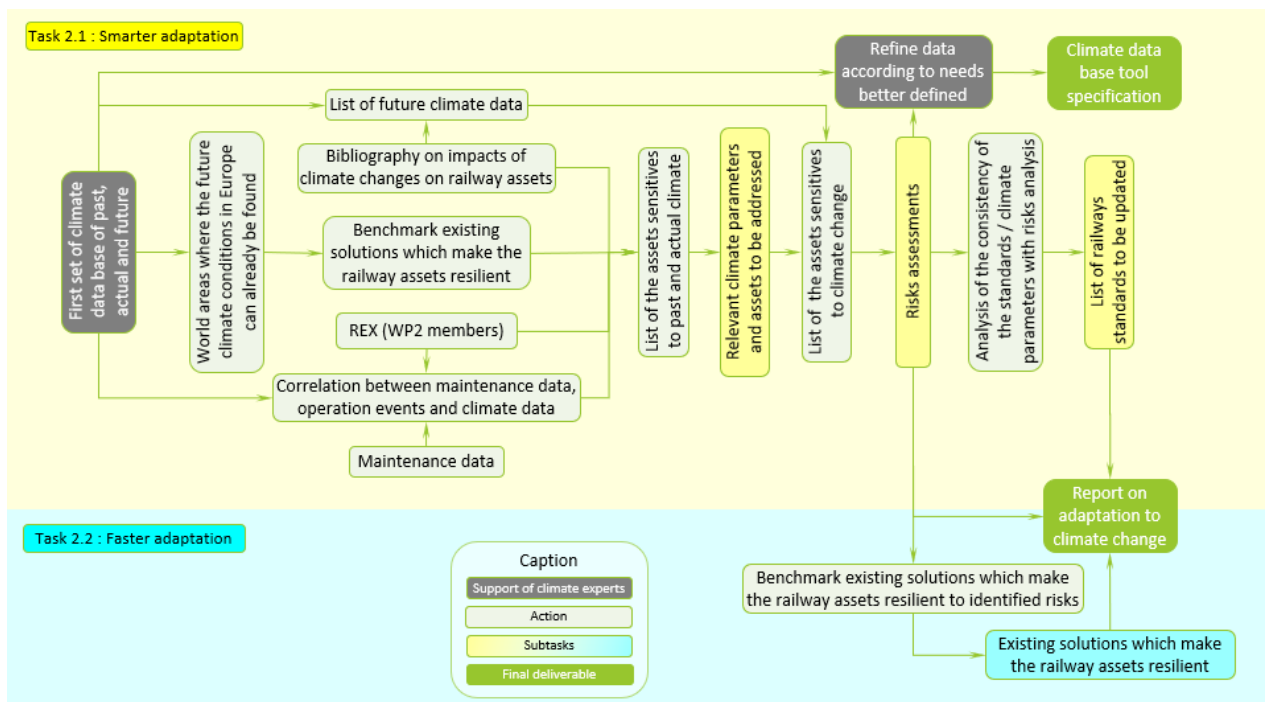 Task 2.1 : Smarter adaptation
First set of climate
data base of past,
actual and future
World areas where the future
climate conditions in Europe
can already be found
List of future climate data
Bibliography on impacts of
climate changes on railway assets
Benchmark existing
solutions which make the
railway assets resilient
REX (WP2 members)
Correlation between maintenance data,
operation events and climate data
Maintenance data
List of the assets sensitives
to past and actual climate
Relevant climate parameters
and assets to be addressed
List of  the assets sensitives
to climate change
Refine data
according to needs
better defined
Climate data
base tool
specification
Risks assessments
Analysis of the consistency of
the standards / climate
parameters with risks analysis
List of railways
standards to be updated
Report on
adaptation to
climate change
Task 2.2 : Faster adaptation
Caption
Support of climate experts
Action
Subtasks
Final deliverable
Benchmark existing solutions which make
the railway assets resilient to identified risks
Existing solutions which make
the railway assets resilient